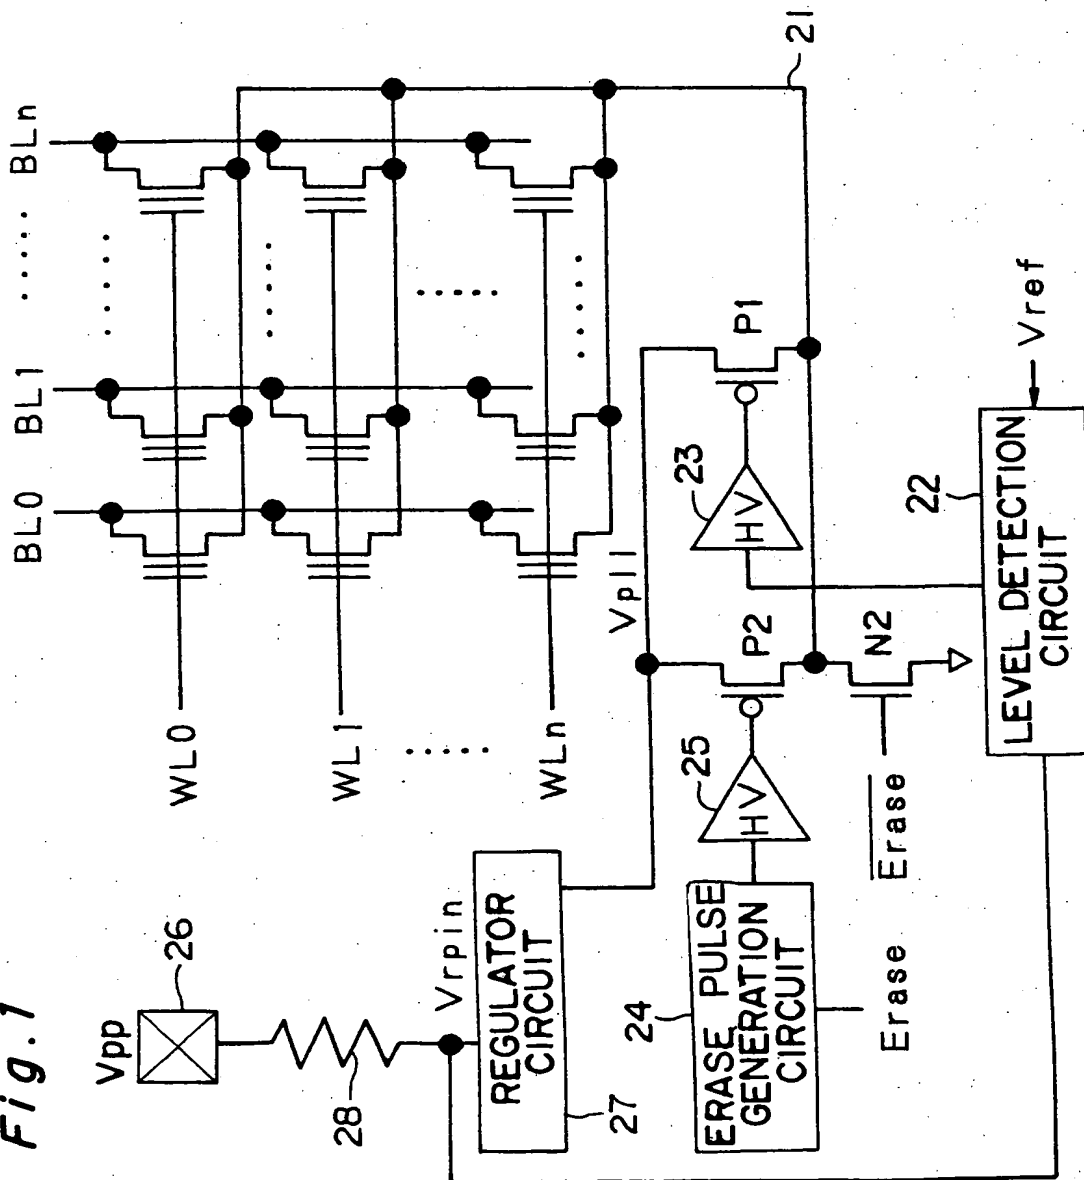 Fig.1
Vpp
26
28
Vrpin
REGULATOR
CIRCUIT
27
BL0
BL1
.....
BLn
WL0
WL1
.....
WLn
21
Vpll
24
ERASE PULSE
GENERATION
CIRCUIT
25
HV
P2
23
HV
P1
Erase
Erase
N2
22
LEVEL DETECTION
CIRCUIT
Vref